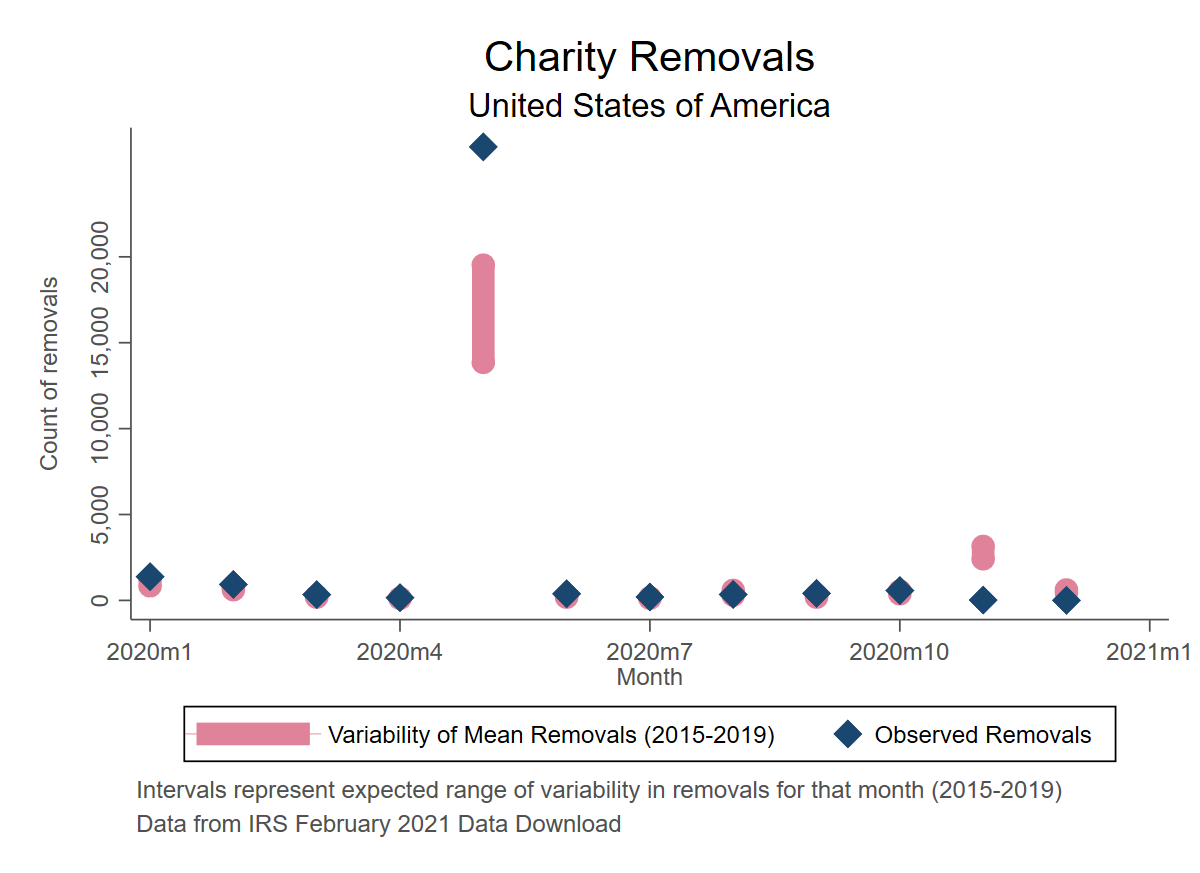 Charity Removals
United States of America
Count of removals
20,000
15,000
10,000
5,000
0
2020m1 2020m4 2020m7 2020m10 2021m1
Month
Variability of Mean Removals (2015-2019) Observed Removals
Intervals represent expected range of variability in removals for that month (2015-2019)
Data from IRS February 2021 Data Download